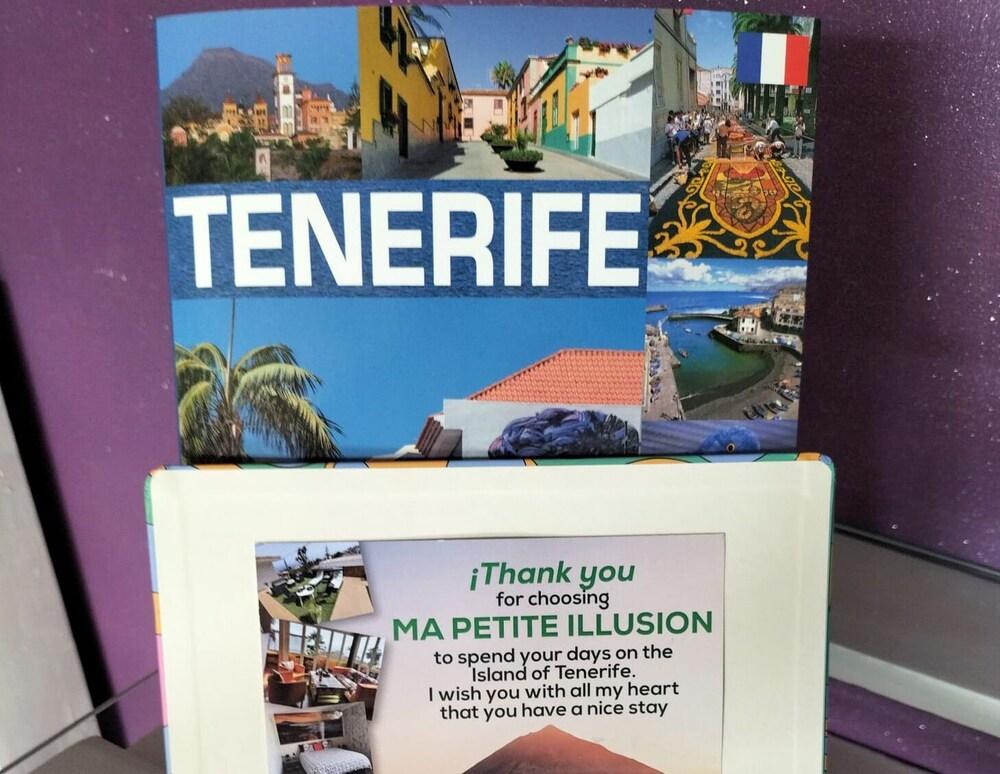 TENERIFE
¡Thank you
for choosing
MA PETITE ILLUSION
to spend your days on the
Island of Tenerife.
I wish you with all my heart
that you have a nice stay